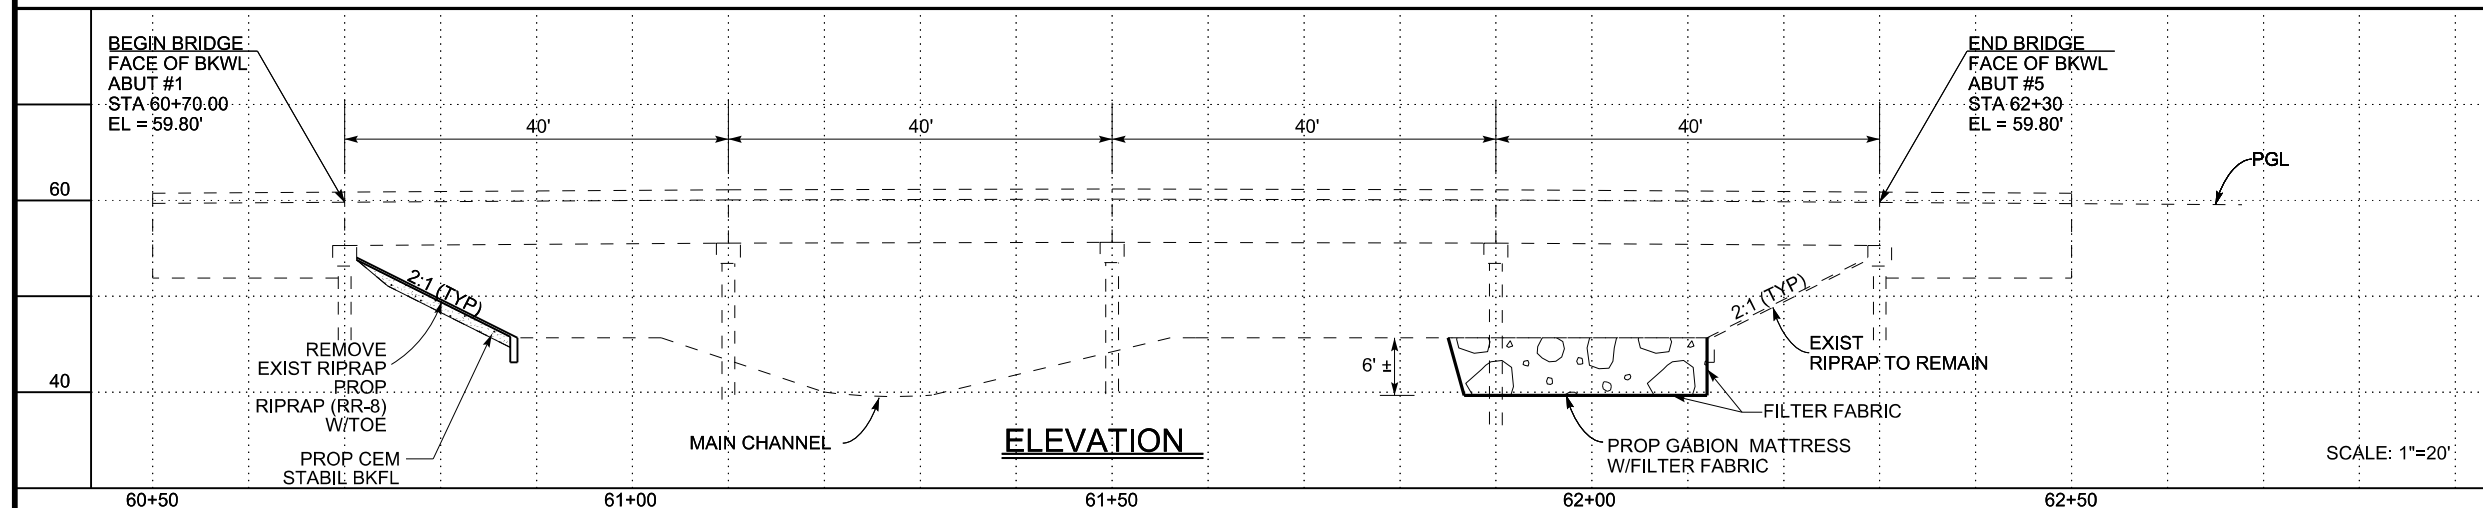 BEGIN BRIDGE
FACE OF BKWL
ABUT #1
STA 60+70.00
EL = 59.80'
END BRIDGE
FACE OF BKWL
ABUT #5
STA 62+30
EL = 59.80'
40'
40'
40'
40'
PGL
60
2:1 (TYP)
2:1 (TYP)
REMOVE
EXIST RIPRAP
PROP
RIPRAP (RR-8)
W/TOE
PROP CEM
STABIL BKFL
6' ±
EXIST
RIPRAP TO REMAIN
40
FILTER FABRIC
MAIN CHANNEL
ELEVATION
PROP GABION MATTRESS
W/FILTER FABRIC
SCALE: 1"=20'
60+50
61+00
61+50
62+00
62+50